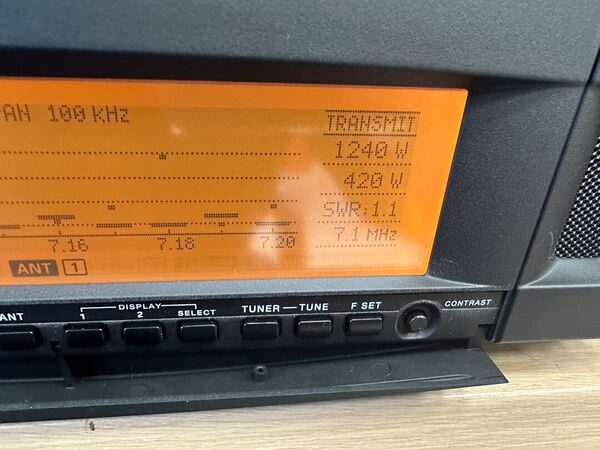 AN 100 kHz
TRANSMIT
1240 W
420 W
SWR:1.1
7.1 MHz
7.16 7.18 7.20
ANT 1
DISPLAY
ANT 1 2 SELECT TUNER TUNE F SET CONTRAST